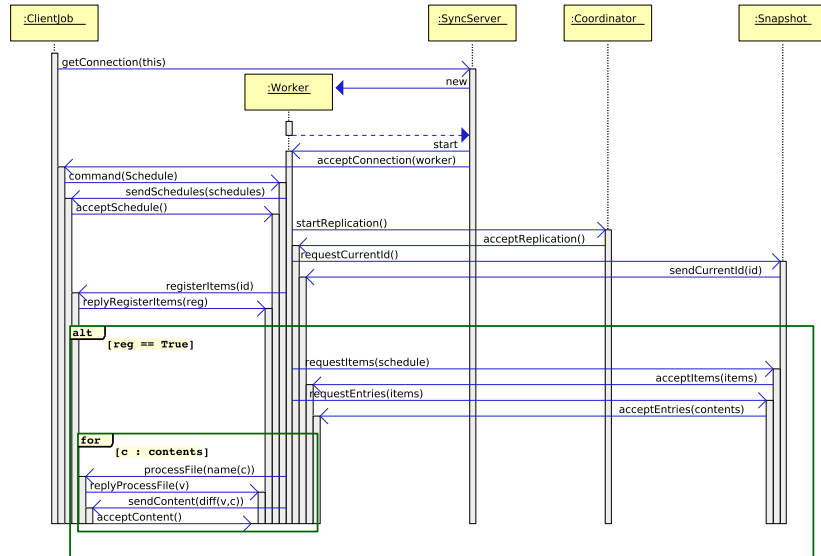 :ClientJob
:SyncServer
:Coordinator
:Snapshot
getConnection(this)
new
:Worker
start
acceptConnection(worker)
command(Schedule)
sendSchedules(schedules)
acceptSchedule()
startReplication()
acceptReplication()
requestCurrentId()
sendCurrentId(id)
registerItems(id)
replyRegisterItems(reg)
alt
[reg == True]
requestItems(schedule)
acceptItems(items)
requestEntries(items)
acceptEntries(contents)
for
[c : contents]
processFile(name(c))
replyProcessFile(v)
sendContent(diff(v,c))
acceptContent()